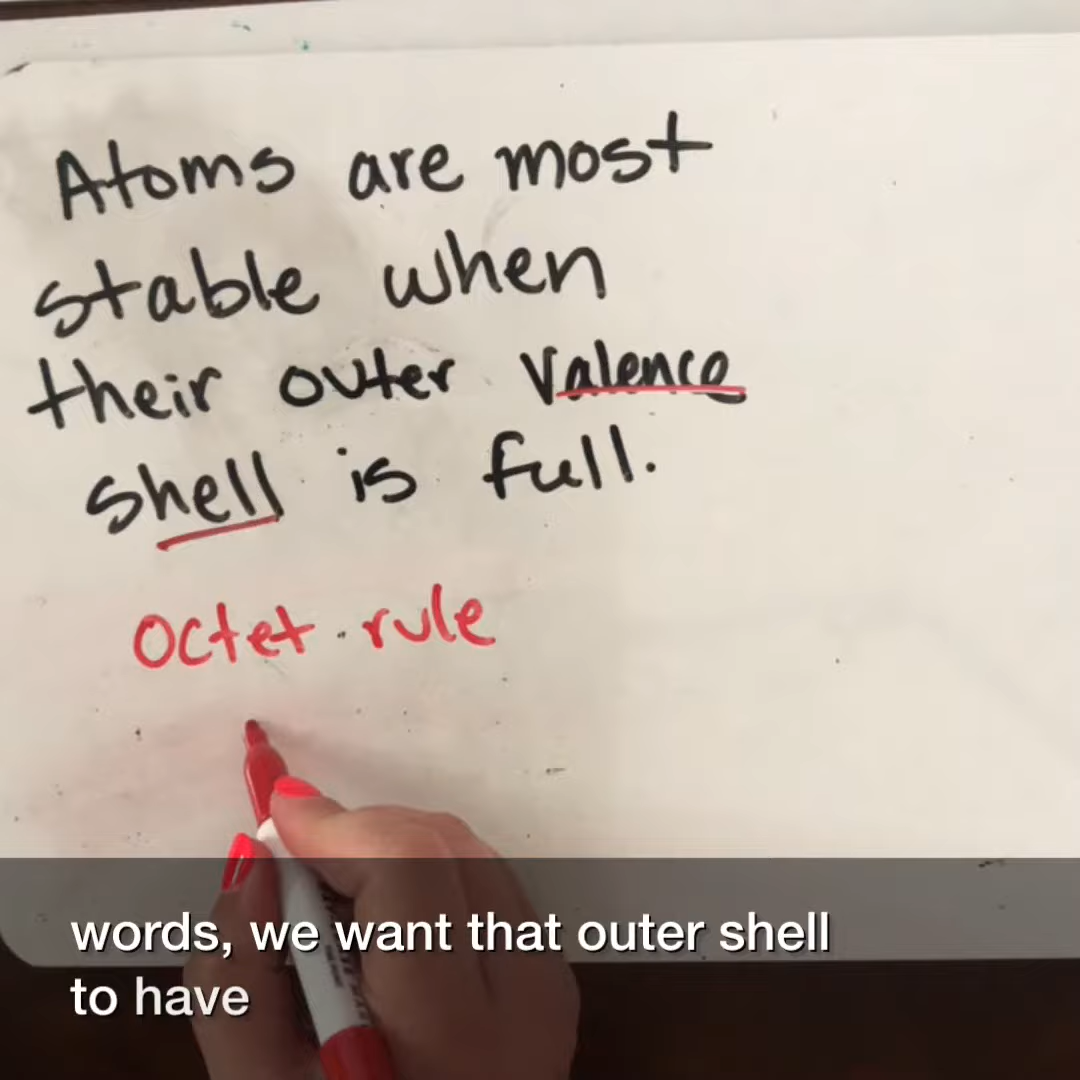 Atoms are most
stable when
their outer valence
shell is full.
Octet rule
words, we want that outer shell
to have